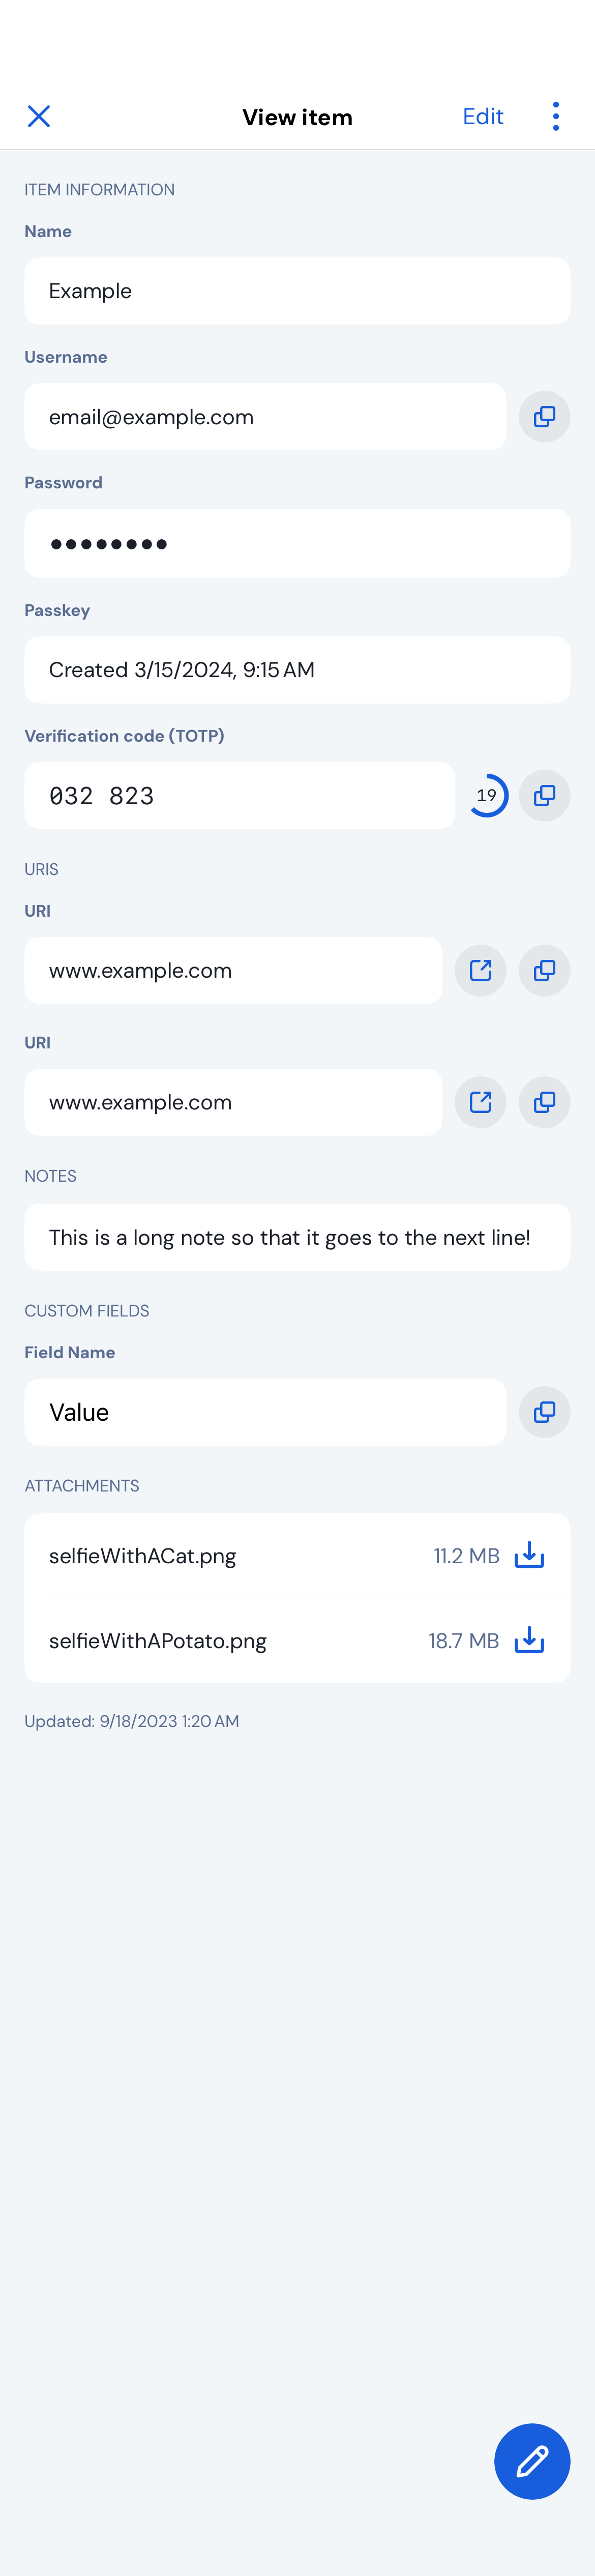 View item
Edit
ITEM INFORMATION
Name
Example
Username
email@example.com
Password
••••••••
Passkey
Created 3/15/2024, 9:15 AM
Verification code (TOTP)
032 823
19
URIS
URI
www.example.com
URI
www.example.com
NOTES
This is a long note so that it goes to the next line!
CUSTOM FIELDS
Field Name
Value
ATTACHMENTS
selfieWithACat.png 11.2 MB
selfieWithAPotato.png 18.7 MB
Updated: 9/18/2023 1:20 AM